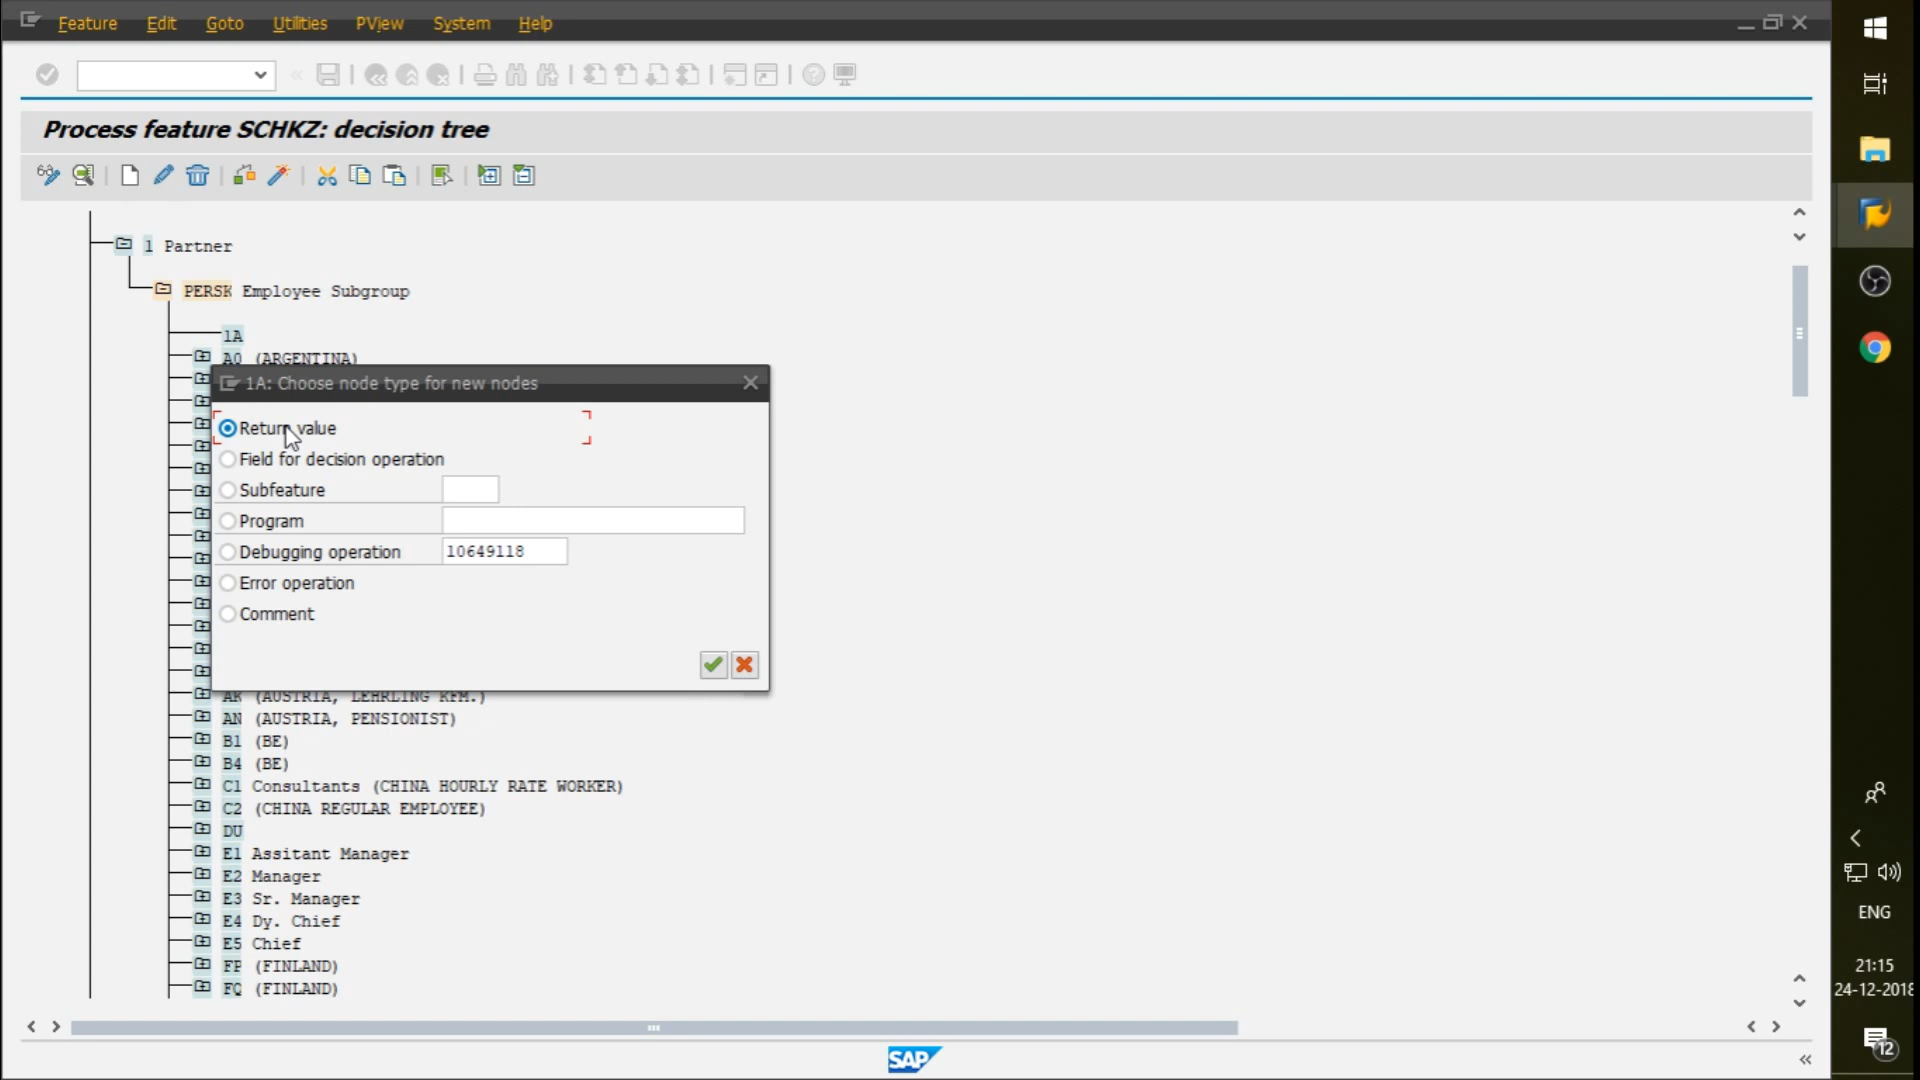 Feature Edit Goto Utilities PView System Help
Process feature SCHKZ: decision tree
1 Partner
PERSK Employee Subgroup
1A
A0 (ARGENTINA)
1A: Choose node type for new nodes
Return value
Field for decision operation
Subfeature
Program
Debugging operation 10649118
Error operation
Comment
AK (AUSTRIA, LEHRLING KFM.)
AN (AUSTRIA, PENSIONIST)
B1 (BE)
B4 (BE)
C1 Consultants (CHINA HOURLY RATE WORKER)
C2 (CHINA REGULAR EMPLOYEE)
DU
E1 Assitant Manager
E2 Manager
E3 Sr. Manager
E4 Dy. Chief
E5 Chief
FP (FINLAND)
FQ (FINLAND)
SAP
ENG
21:15
24-12-2018
12